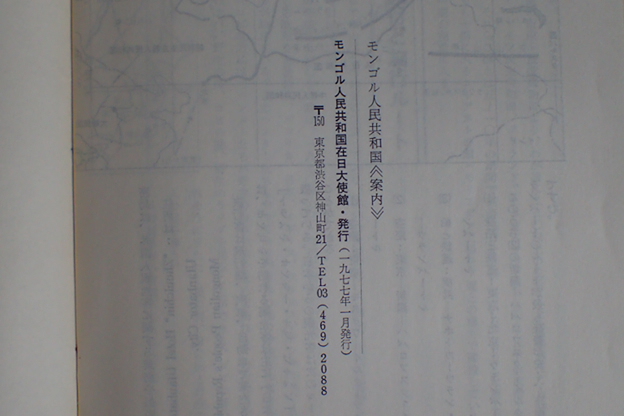 モンゴル人民共和国《案内》
モンゴル人民共和国在日大使館・発行(一九七七年一月発行)
〒150 東京都渋谷区神山町21/TEL03(469)2088